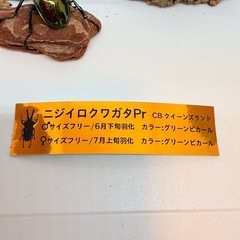 ニジイロクワガタPr CBクイーンズランド
♂サイズフリー/6月下旬羽化 カラー:グリーンピカール
♀サイズフリー/7月上旬羽化 カラー:グリーンピカール